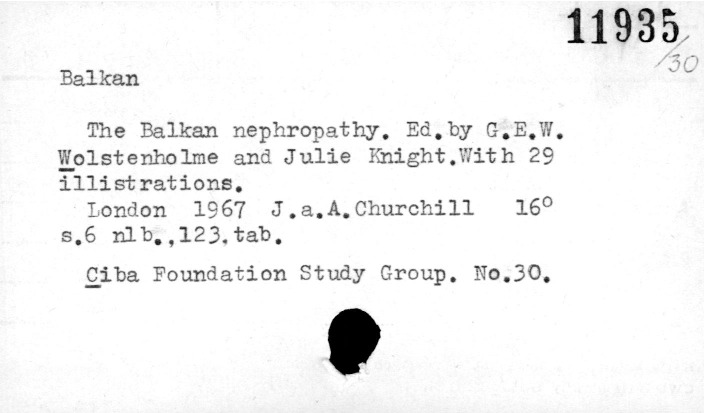 11935
/30
Balkan
The Balkan nephropathy. Ed.by G.E.W.
Wolstenholme and Julie Knight.With 29
illistrations.
London 1967 J.a.A.Churchill 16°
s.6 nlb.,123.tab.
Ciba Foundation Study Group. No.30.